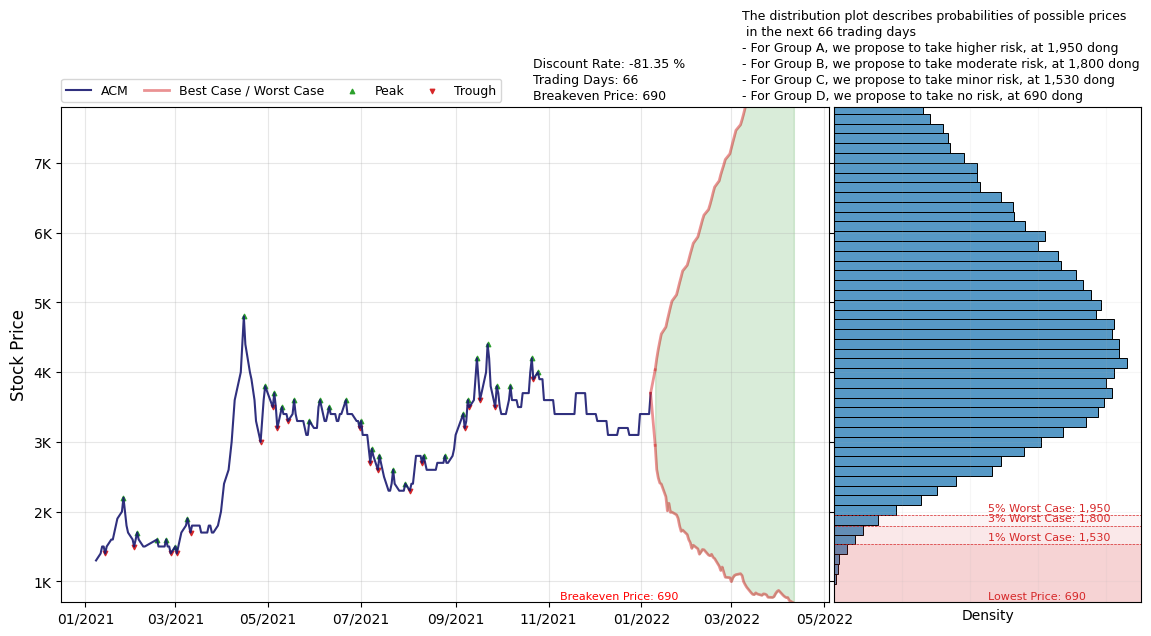 The distribution plot describes probabilities of possible prices
in the next 66 trading days
- For Group A, we propose to take higher risk, at 1,950 dong
- For Group B, we propose to take moderate risk, at 1,800 dong
- For Group C, we propose to take minor risk, at 1,530 dong
- For Group D, we propose to take no risk, at 690 dong
Discount Rate: -81.35 %
Trading Days: 66
Breakeven Price: 690
ACM
Best Case / Worst Case
Peak
Trough
Stock Price
7K
6K
5K
4K
3K
2K
1K
01/2021
03/2021
05/2021
07/2021
09/2021
11/2021
01/2022
03/2022
05/2022
Breakeven Price: 690
5% Worst Case: 1,950
3% Worst Case: 1,800
1% Worst Case: 1,530
Lowest Price: 690
Density